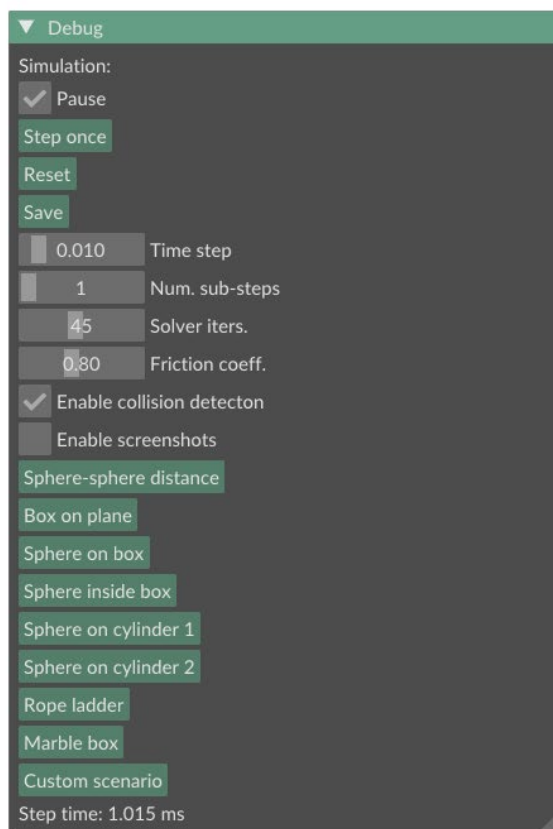 Debug
Simulation:
Pause
Step once
Reset
Save
0.010 Time step
1 Num. sub-steps
45 Solver iters.
0.80 Friction coeff.
Enable collision detecton
Enable screenshots
Sphere-sphere distance
Box on plane
Sphere on box
Sphere inside box
Sphere on cylinder 1
Sphere on cylinder 2
Rope ladder
Marble box
Custom scenario
Step time: 1.015 ms